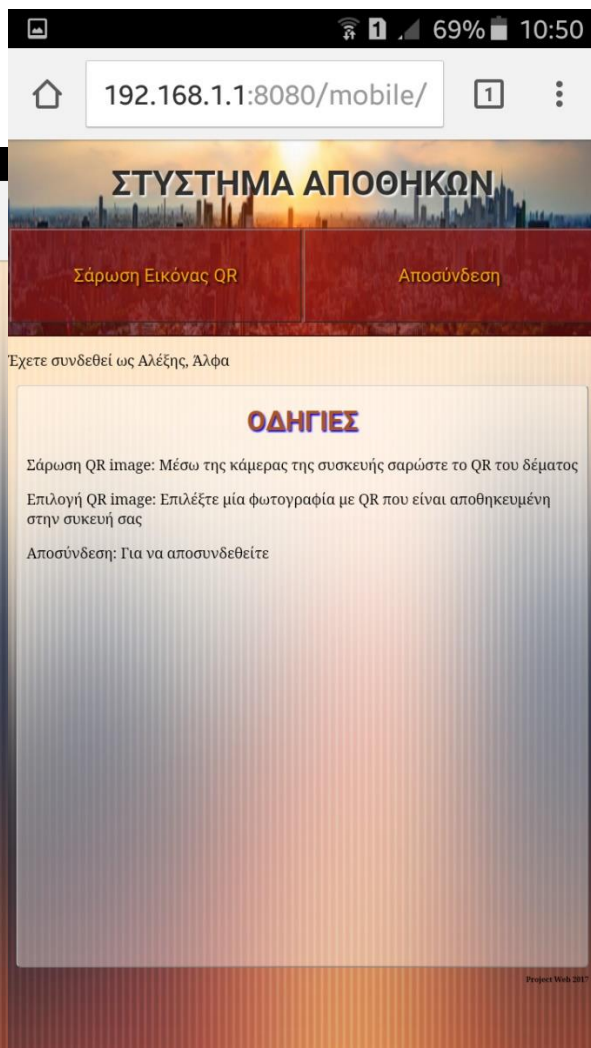 69% 10:50
192.168.1.1:8080/mobile/
1
ΣΤΥΣΤΗΜΑ ΑΠΟΘΗΚΩΝ
Σάρωση Εικόνας QR
Αποσύνδεση
Έχετε συνδεθεί ως Αλέξης, Άλφα
ΟΔΗΓΙΕΣ
Σάρωση QR image: Μέσω της κάμερας της συσκευής σαρώστε το QR του δέματος
Επιλογή QR image: Επιλέξτε μία φωτογραφία με QR που είναι αποθηκευμένη
στην συκευή σας
Αποσύνδεση: Για να αποσυνδεθείτε
Project Web 2017